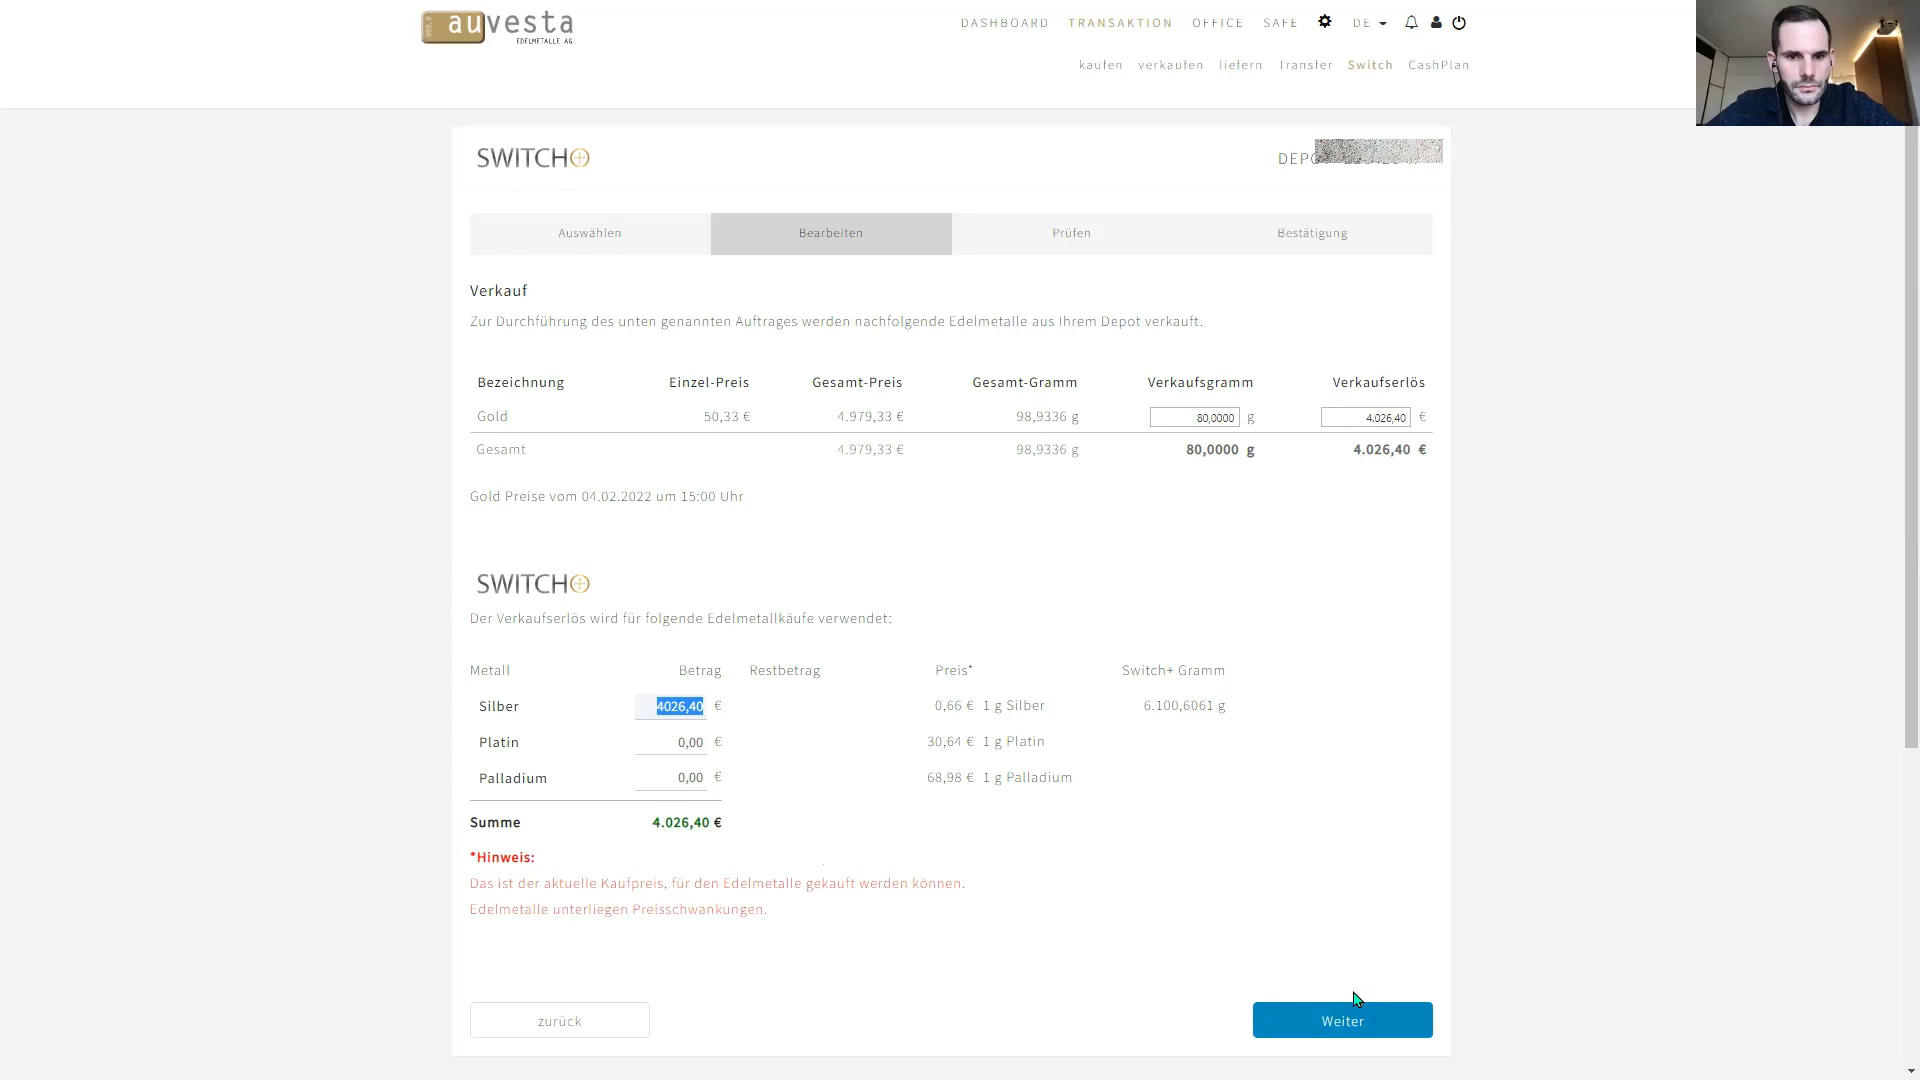 auvesta
EDELMETALLE AG
DASHBOARD TRANSAKTION OFFICE SAFE DE
kaufen verkaufen liefern Transfer Switch CashPlan
SWITCH
Auswählen Bearbeiten Prüfen Bestätigung
Verkauf
Zur Durchführung des unten genannten Auftrages werden nachfolgende Edelmetalle aus Ihrem Depot verkauft.
Bezeichnung Einzel-Preis Gesamt-Preis Gesamt-Gramm Verkaufsgramm Verkaufserlös
Gold 50,33 € 4.979,33 € 98,9336 g 80,0000 g 4.026,40 €
Gesamt 4.979,33 € 98,9336 g 80,0000 g 4.026,40 €
Gold Preise vom 04.02.2022 um 15:00 Uhr
SWITCH
Der Verkaufserlös wird für folgende Edelmetallkäufe verwendet:
Metall Betrag Restbetrag Preis* Switch+ Gramm
Silber 4026,40 € 0,66 € 1 g Silber 6.100,6061 g
Platin 0,00 € 30,64 € 1 g Platin
Palladium 0,00 € 68,98 € 1 g Palladium
Summe 4.026,40 €
*Hinweis:
Das ist der aktuelle Kaufpreis, für den Edelmetalle gekauft werden können.
Edelmetalle unterliegen Preisschwankungen.
zurück Weiter